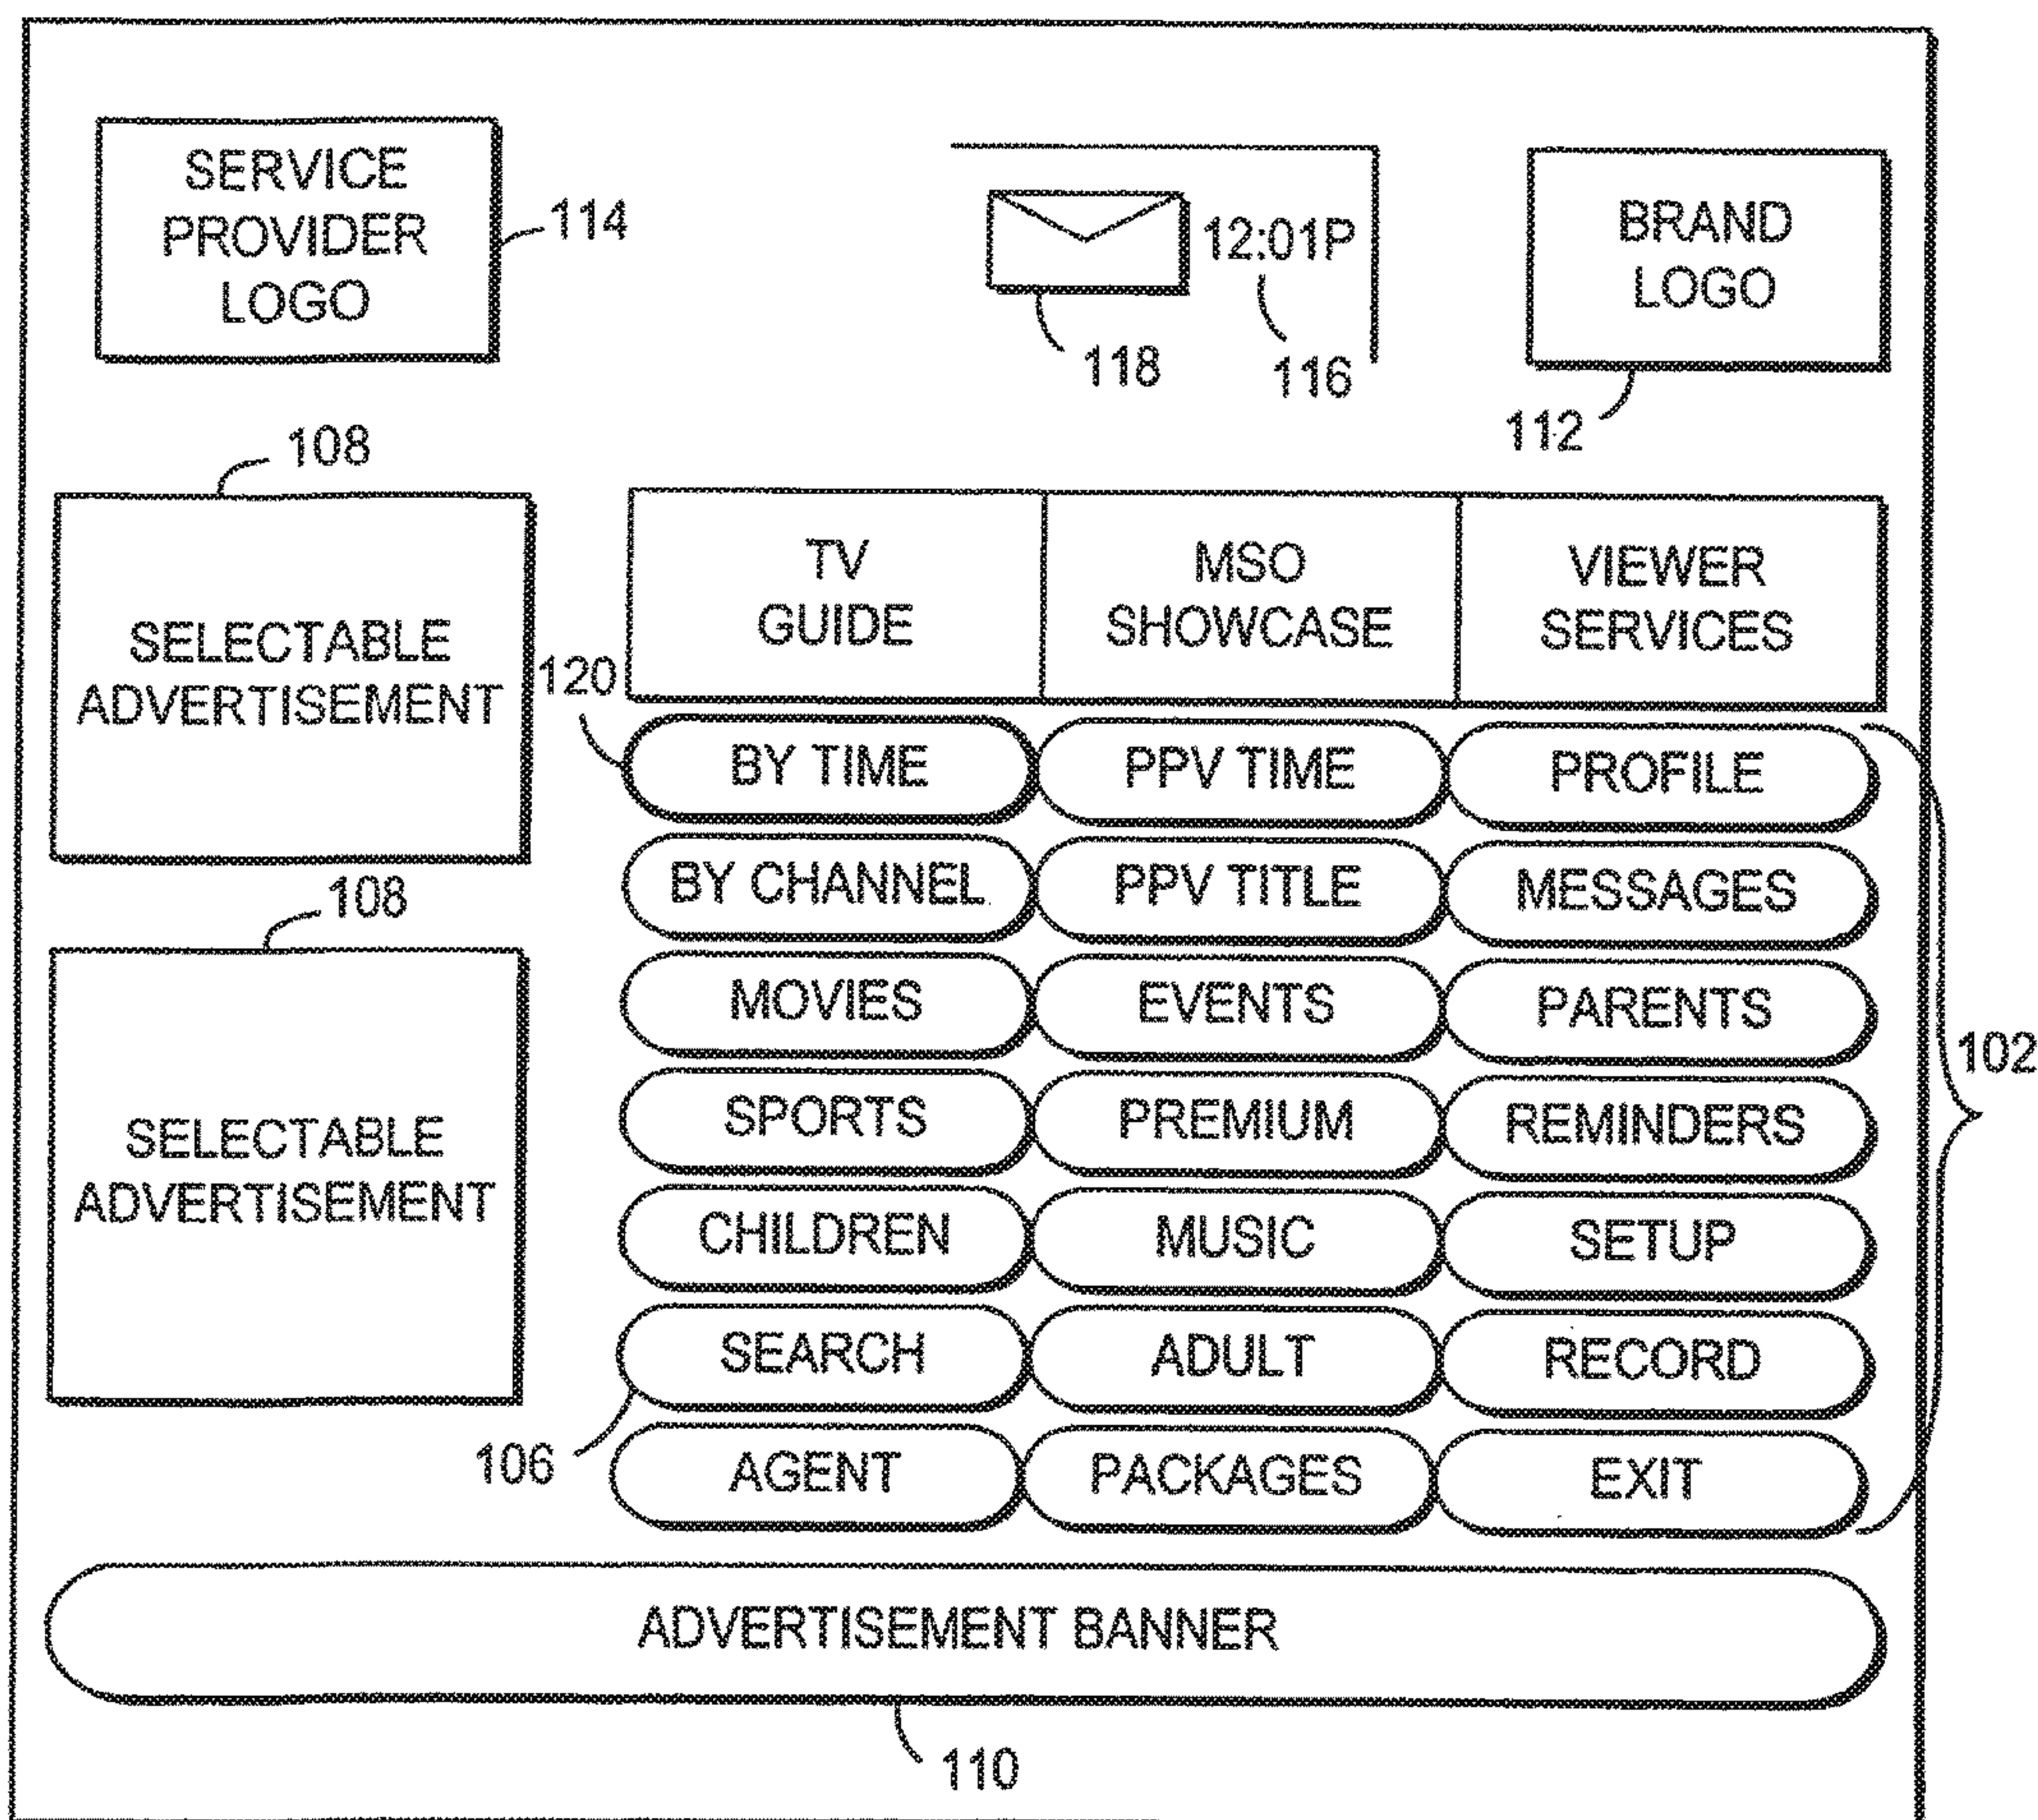 SERVICE
PROVIDER
LOGO
114
12:01P
118
116
BRAND
LOGO
112
108
SELECTABLE
ADVERTISEMENT
108
SELECTABLE
ADVERTISEMENT
TV
GUIDE
MSO
SHOWCASE
VIEWER
SERVICES
120
BY TIME
PPV TIME
PROFILE
BY CHANNEL
PPV TITLE
MESSAGES
MOVIES
EVENTS
PARENTS
102
SPORTS
PREMIUM
REMINDERS
CHILDREN
MUSIC
SETUP
SEARCH
ADULT
RECORD
106
AGENT
PACKAGES
EXIT
ADVERTISEMENT BANNER
110